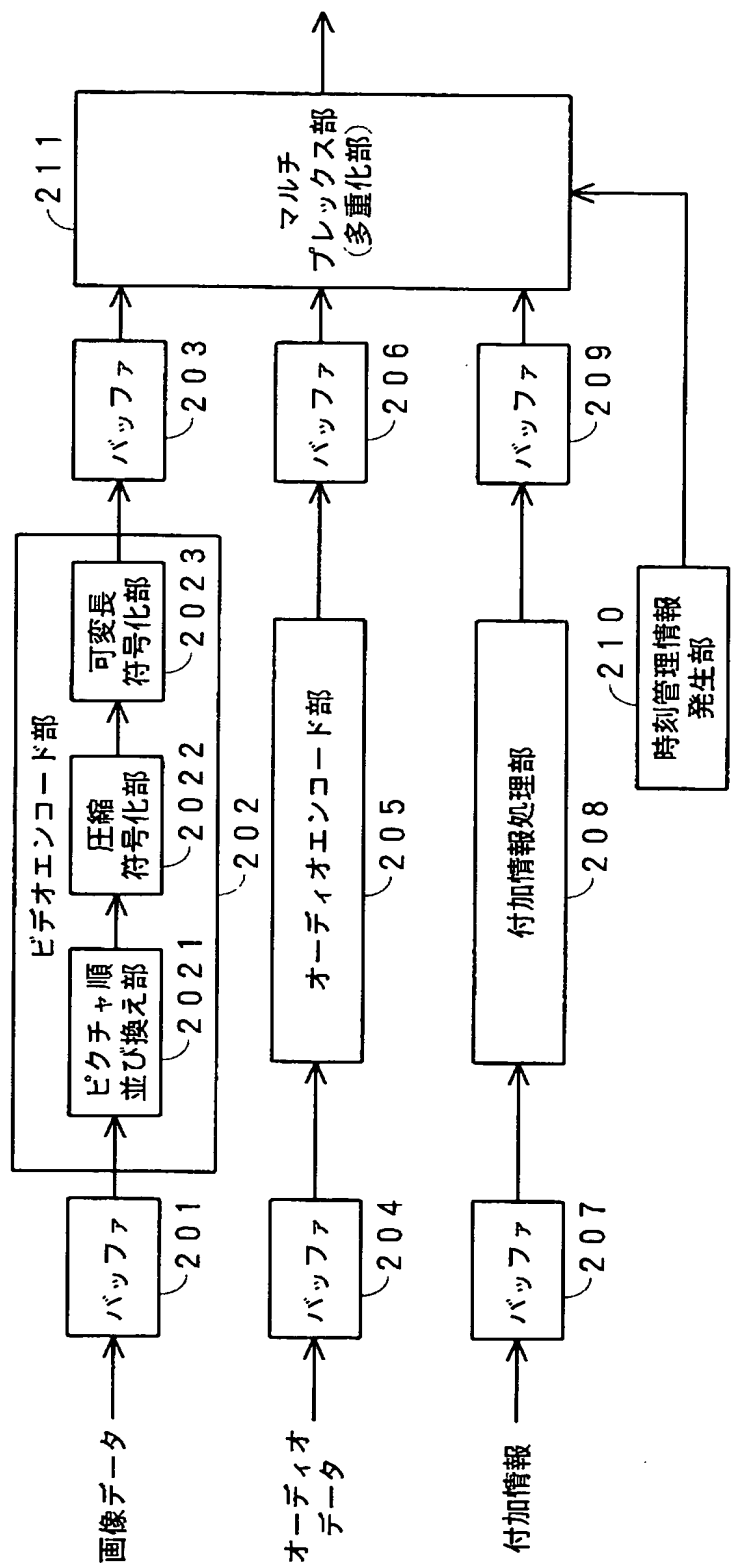 画像データ
バッファ
201
ビデオエンコード部
ピクチャ順
並び換え部
2021
圧縮
符号化部
2022
可変長
符号化部
2023
202
バッファ
203
オーディオ
データ
バッファ
204
オーディオエンコード部
205
バッファ
206
付加情報
バッファ
207
付加情報処理部
208
バッファ
209
時刻管理情報
発生部
210
マルチ
プレックス部
(多重化部)
211